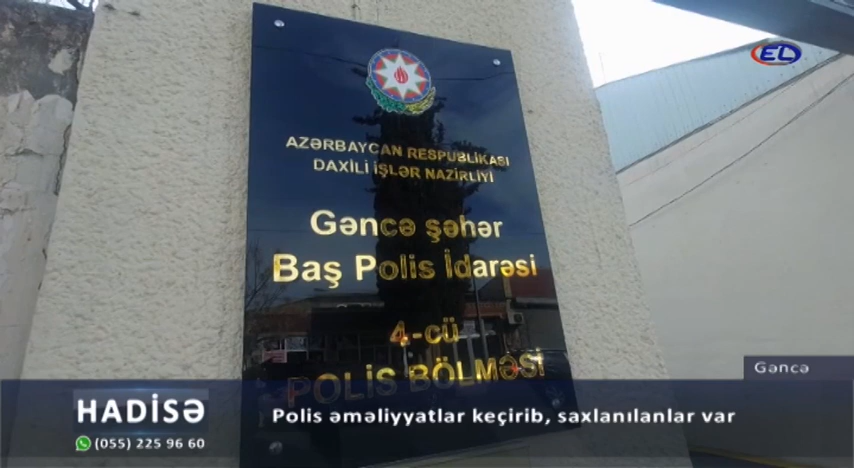 EL
AZƏRBAYCAN RESPUBLİKASI
DAXİLİ İŞLƏR NAZİRLİYİ
Gəncə şəhər
Baş Polis İdarəsi
4-cü
POLİS BÖLMƏSİ
Gəncə
HADİSƏ
Polis əməliyyatlar keçirib, saxlanılanlar var
(055) 225 96 60